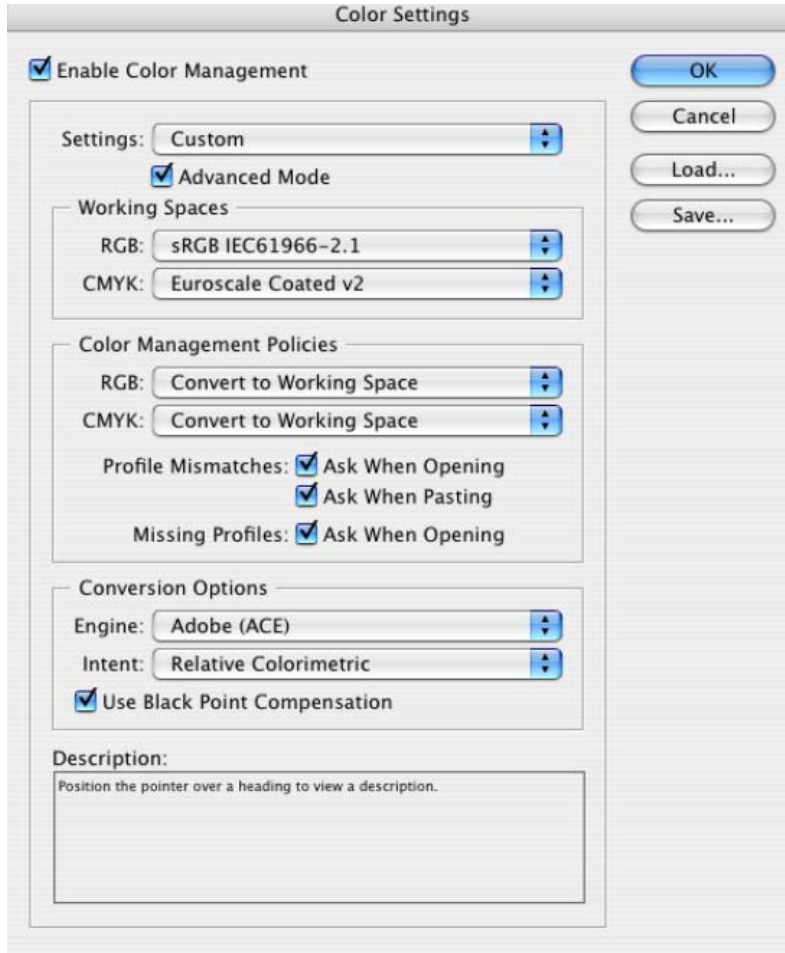 Color Settings
Enable Color Management
OK
Cancel
Load...
Save...
Settings: Custom
Advanced Mode
Working Spaces
RGB: sRGB IEC61966-2.1
CMYK: Euroscale Coated v2
Color Management Policies
RGB: Convert to Working Space
CMYK: Convert to Working Space
Profile Mismatches: Ask When Opening
Ask When Pasting
Missing Profiles: Ask When Opening
Conversion Options
Engine: Adobe (ACE)
Intent: Relative Colorimetric
Use Black Point Compensation
Description:
Position the pointer over a heading to view a description.